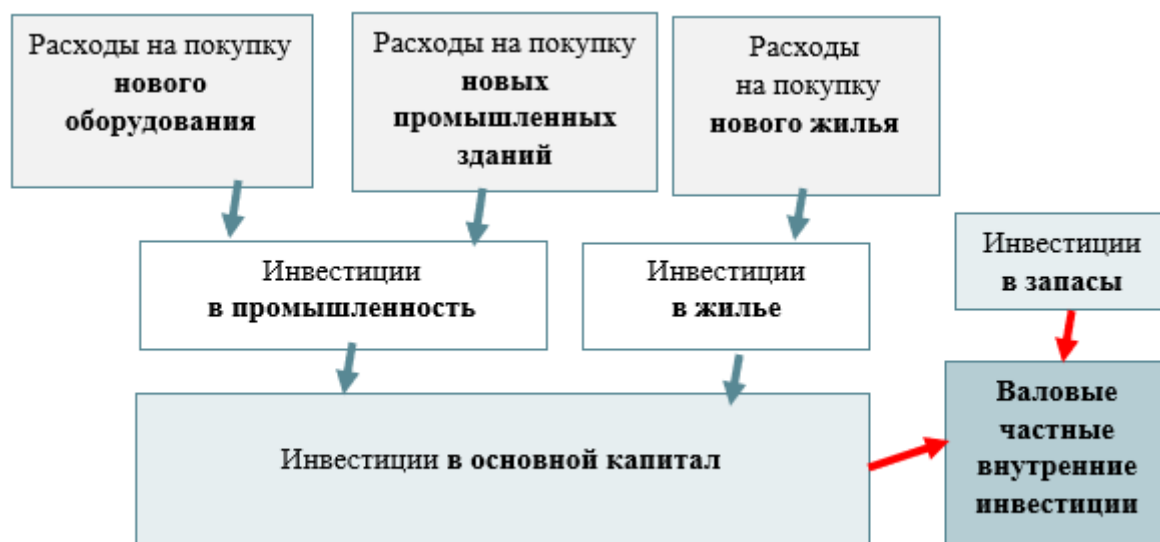 Расходы на покупку
нового
оборудования
Расходы на покупку
новых
промышленных
зданий
Расходы
на покупку
нового жилья
Инвестиции
в промышленность
Инвестиции
в жилье
Инвестиции
в запасы
Инвестиции в основной капитал
Валовые
частные
внутренние
инвестиции